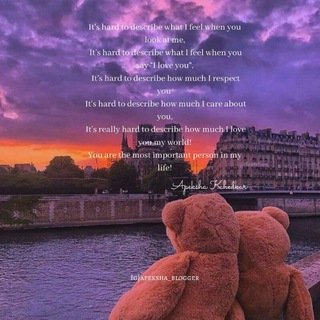 It's hard to describe what I feel when you
look at me,
It's hard to describe what I feel when you
say "I love you",
It's hard to describe how much I respect
you
It's hard to describe how much I care about
you,
It's really hard to describe how much I love
you my world!
You are the most important person in my
life!
Apeksha Khedkar
IG|APEKSHA_BLOGGER